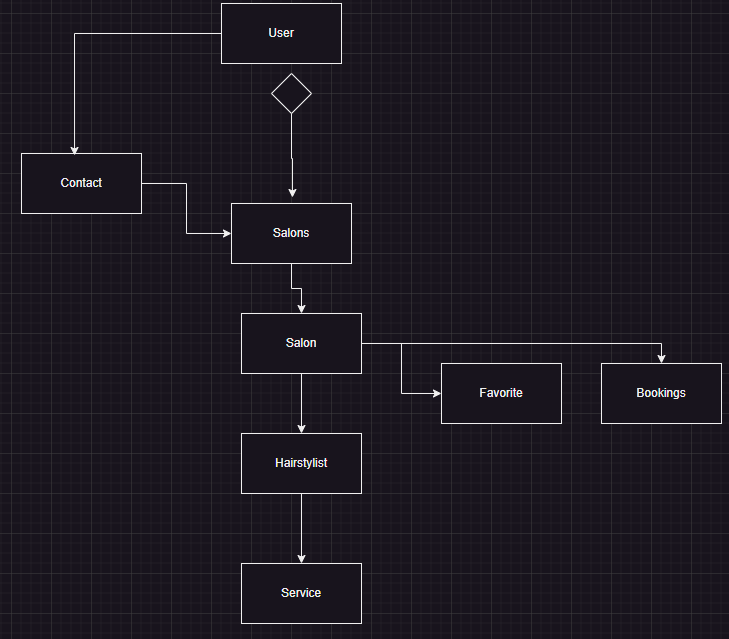 User
Contact
Salons
Salon
Favorite
Bookings
Hairstylist
Service